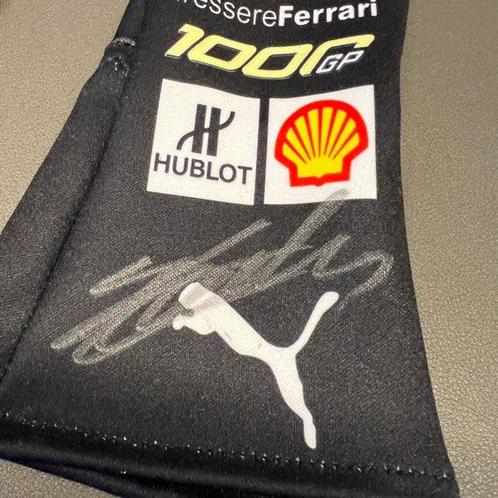 essereFerrari
1000
GP
HUBLOT